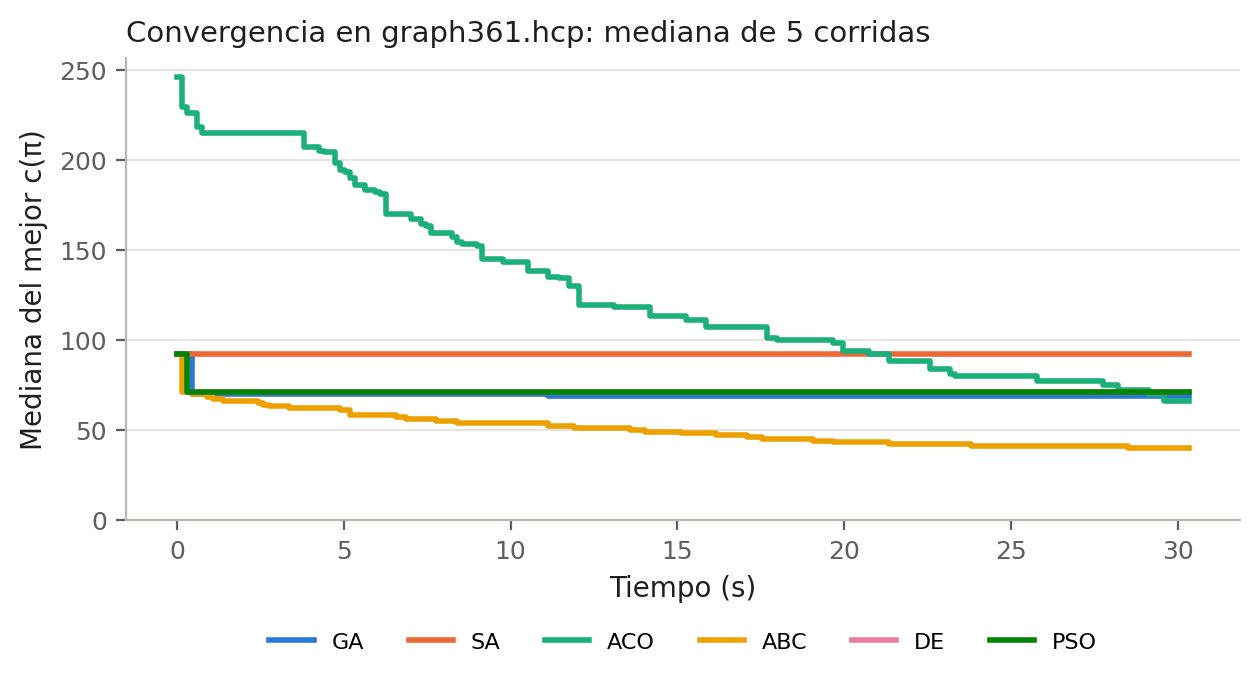 Convergencia en graph361.hcp: mediana de 5 corridas
Mediana del mejor c(π)
250
200
150
100
50
0
0 5 10 15 20 25 30
Tiempo (s)
GA SA ACO ABC DE PSO